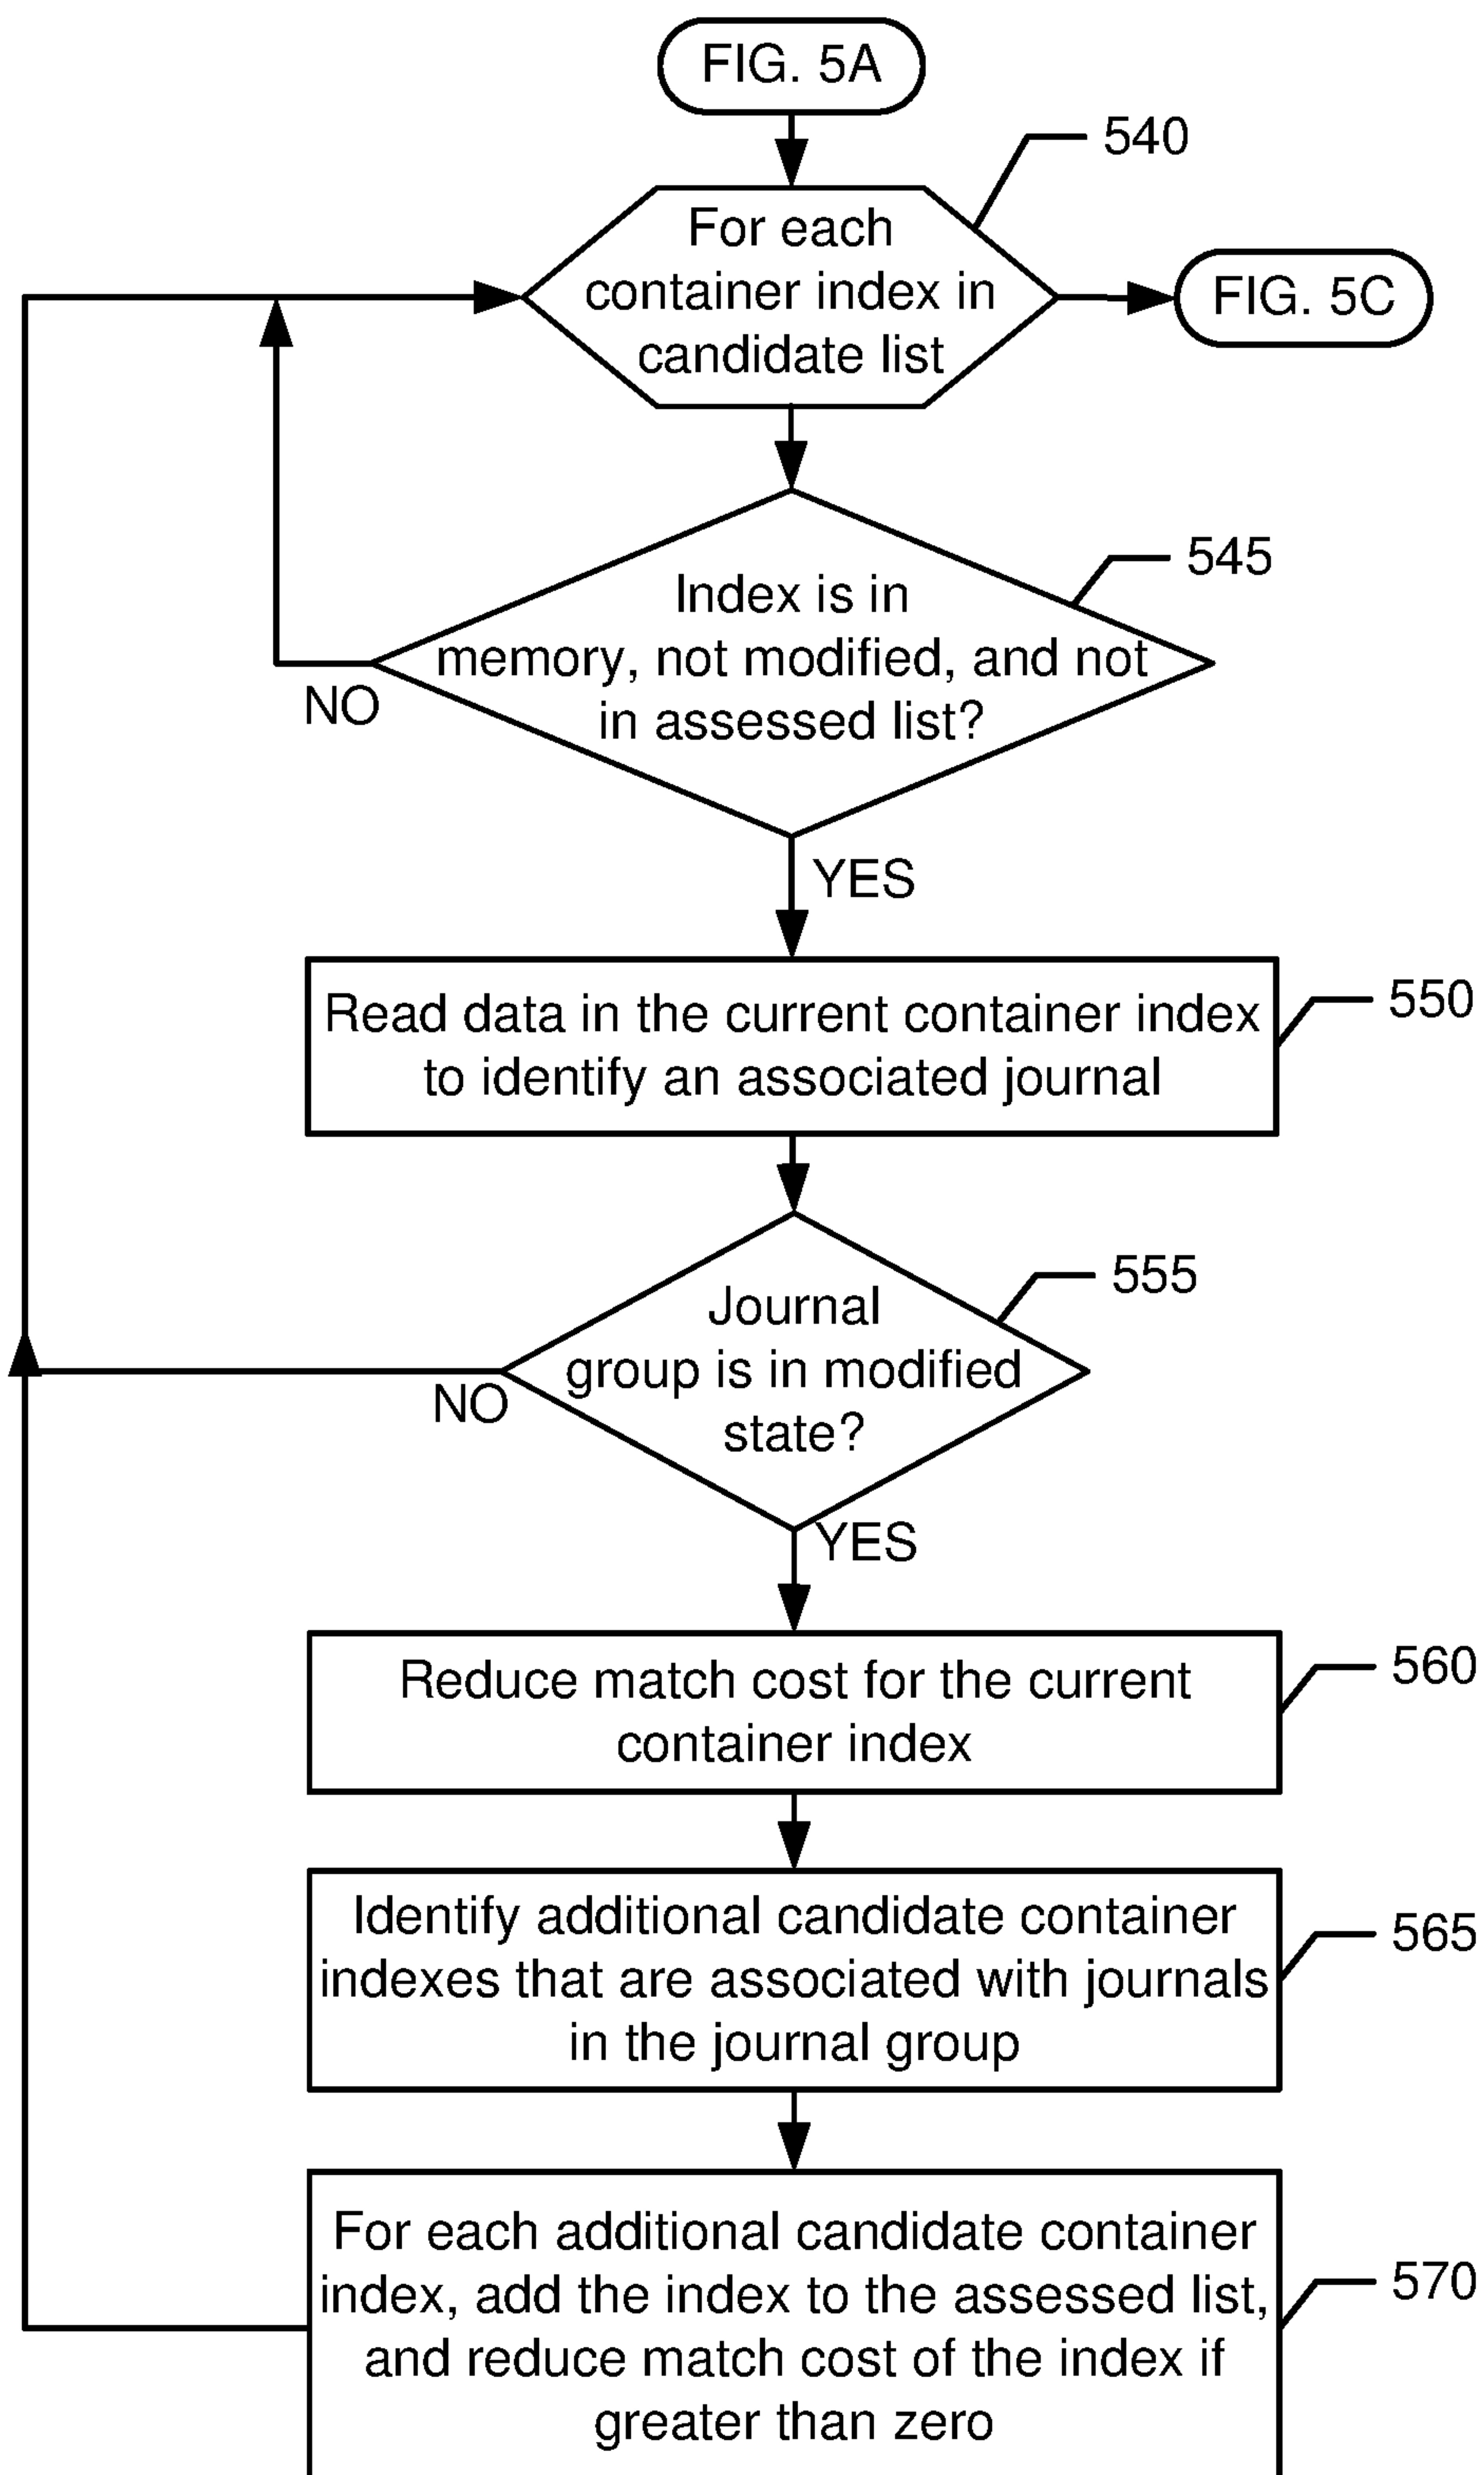 FIG. 5A
540
For each
container index in
candidate list
FIG. 5C
545
Index is in
memory, not modified, and not
in assessed list?
NO
YES
550
Read data in the current container index
to identify an associated journal
555
Journal
group is in modified
state?
NO
YES
560
Reduce match cost for the current
container index
565
Identify additional candidate container
indexes that are associated with journals
in the journal group
570
For each additional candidate container
index, add the index to the assessed list,
and reduce match cost of the index if
greater than zero